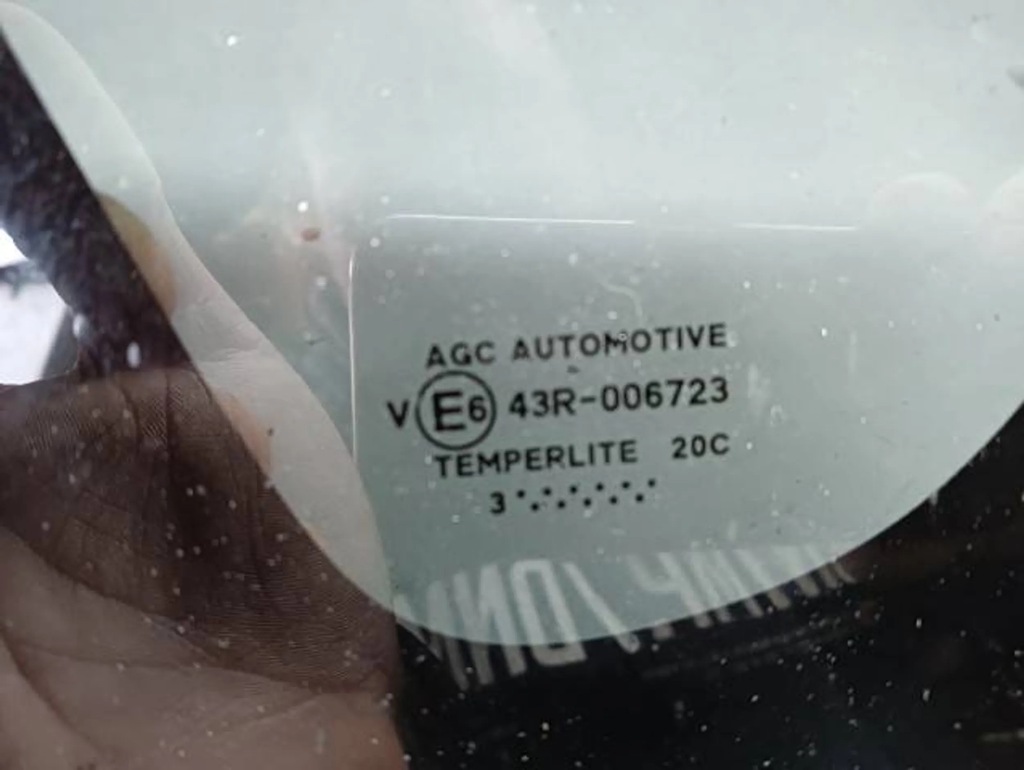 AGC AUTOMOTIVE
V E6 43R-006723
TEMPERLITE 20C
3